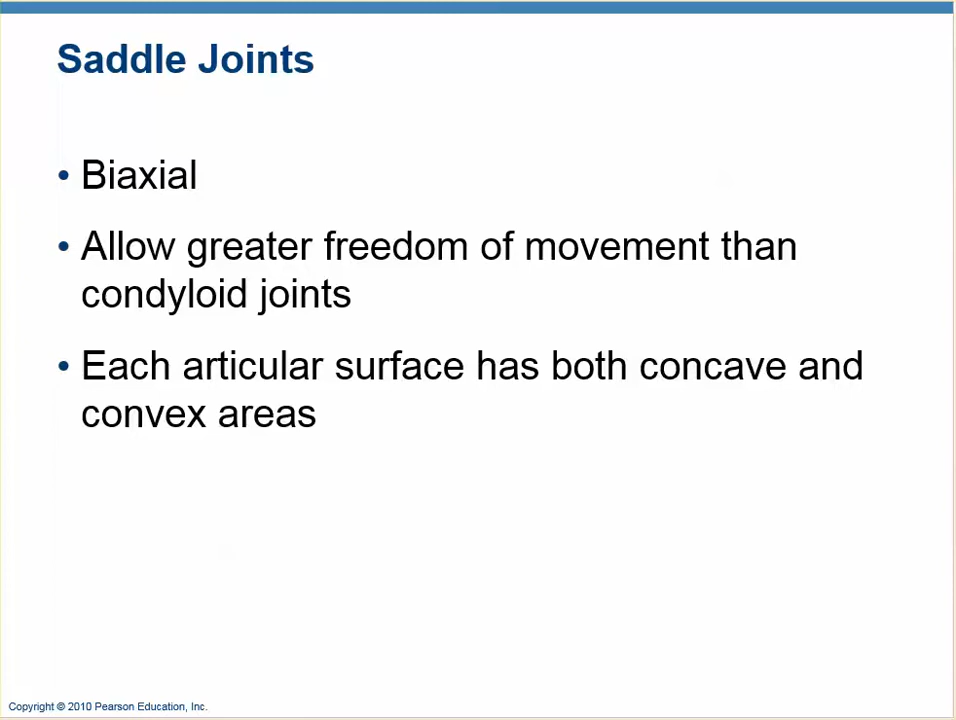 Saddle Joints
• Biaxial
• Allow greater freedom of movement than
condyloid joints
• Each articular surface has both concave and
convex areas
Copyright © 2010 Pearson Education, Inc.